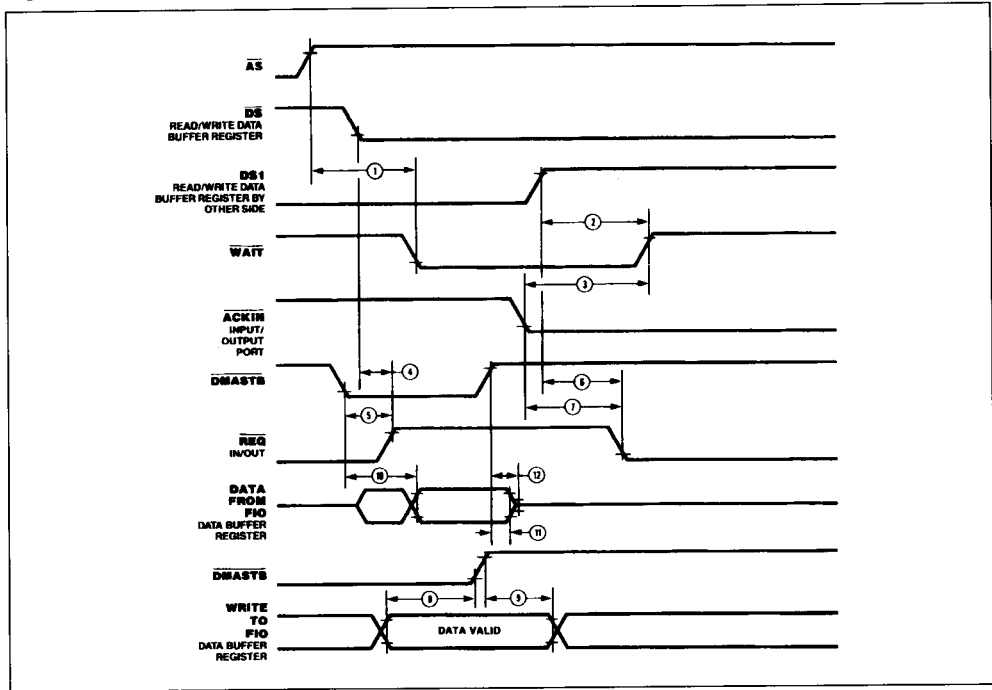 AS
DS
READ/WRITE DATA
BUFFER REGISTER
1
DS1
READ/WRITE DATA
BUFFER REGISTER BY
OTHER SIDE
2
WAIT
3
ACKIN
INPUT/
OUTPUT
PORT
DMASTB
4
6
5
7
REQ
IN/OUT
10
12
DATA
FROM
FIO
DATA BUFFER
REGISTER
11
DMASTB
8
9
WRITE
TO
FIO
DATA BUFFER
REGISTER
DATA VALID